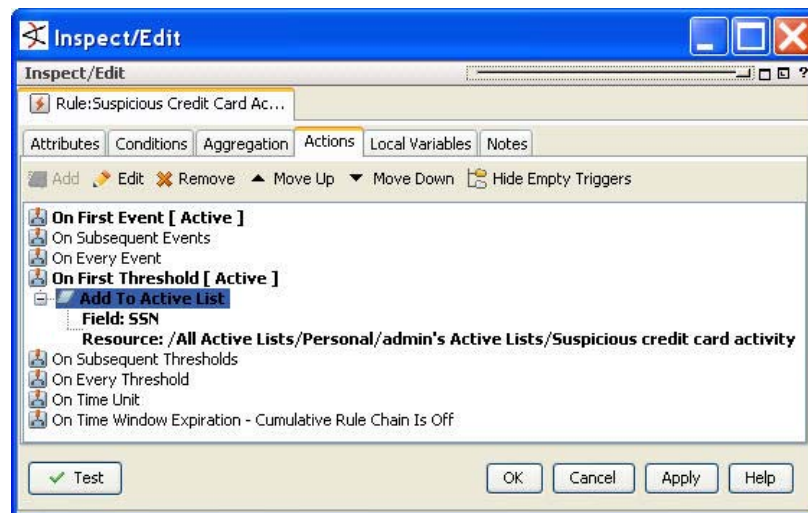 Inspect/Edit
Inspect/Edit ?
Rule:Suspicious Credit Card Ac...
Attributes Conditions Aggregation Actions Local Variables Notes
Add Edit Remove Move Up Move Down Hide Empty Triggers
On First Event [ Active ]
On Subsequent Events
On Every Event
On First Threshold [ Active ]
Add To Active List
Field: SSN
Resource: /All Active Lists/Personal/admin's Active Lists/Suspicious credit card activity
On Subsequent Thresholds
On Every Threshold
On Time Unit
On Time Window Expiration - Cumulative Rule Chain Is Off
Test OK Cancel Apply Help